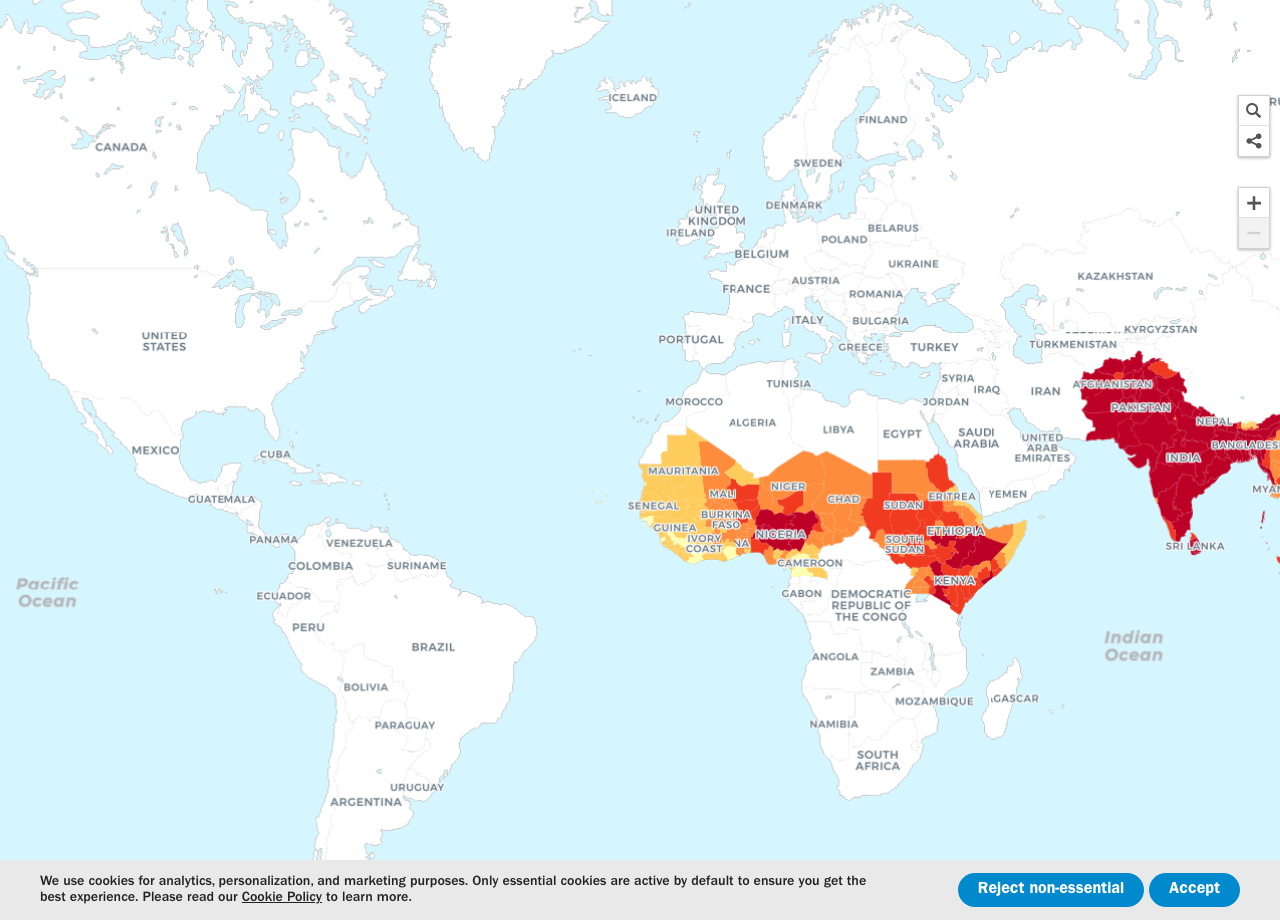 ICELAND
RU
FINLAND
CANADA
SWEDEN
DENMARK
UNITED
KINGDOM
IRELAND
BELARUS
POLAND
BELGIUM
UKRAINE
KAZAKHSTAN
AUSTRIA
FRANCE
ROMANIA
ITALY
BULGARIA
KYRGYZSTAN
UNITED
STATES
PORTUGAL
GREECE
TURKEY
TURKMENISTAN
SYRIA
TUNISIA
AFGHANISTAN
IRAQ
IRAN
MOROCCO
JORDAN
PAKISTAN
ALGERIA
LIBYA
EGYPT
SAUDI
ARABIA
NEPAL
UNITED
ARAB
EMIRATES
BANGLADESH
MEXICO
CUBA
INDIA
MAURITANIA
NIGER
MALI
CHAD
ERITREA
YEMEN
MYAN
GUATEMALA
SENEGAL
SUDAN
BURKINA
FASO
GUINEA
ETHIOPIA
NIGERIA
PANAMA
VENEZUELA
IVORY
COAST
NA
SOUTH
SUDAN
SRI LANKA
COLOMBIA
SURINAME
CAMEROON
KENYA
Pacific
Ocean
ECUADOR
GABON
DEMOCRATIC
REPUBLIC OF
THE CONGO
PERU
Indian
Ocean
BRAZIL
ANGOLA
ZAMBIA
BOLIVIA
MOZAMBIQUE
AGASCAR
PARAGUAY
NAMIBIA
SOUTH
AFRICA
URUGUAY
ARGENTINA
We use cookies for analytics, personalization, and marketing purposes. Only essential cookies are active by default to ensure you get the
best experience. Please read our Cookie Policy to learn more.
Reject non-essential
Accept